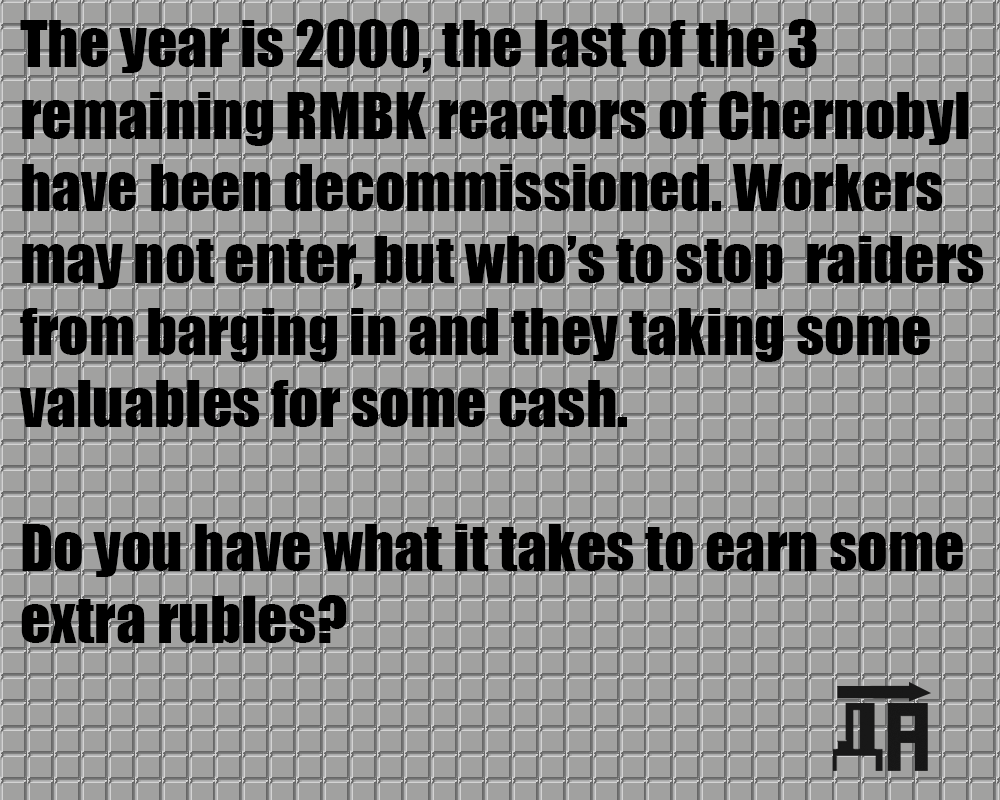 The year is 2000, the last of the 3
remaining RMBK reactors of Chernobyl
have been decommissioned. Workers
may not enter, but who’s to stop  raiders
from barging in and they taking some
valuables for some cash.
Do you have what it takes to earn some
extra rubles?
ДА